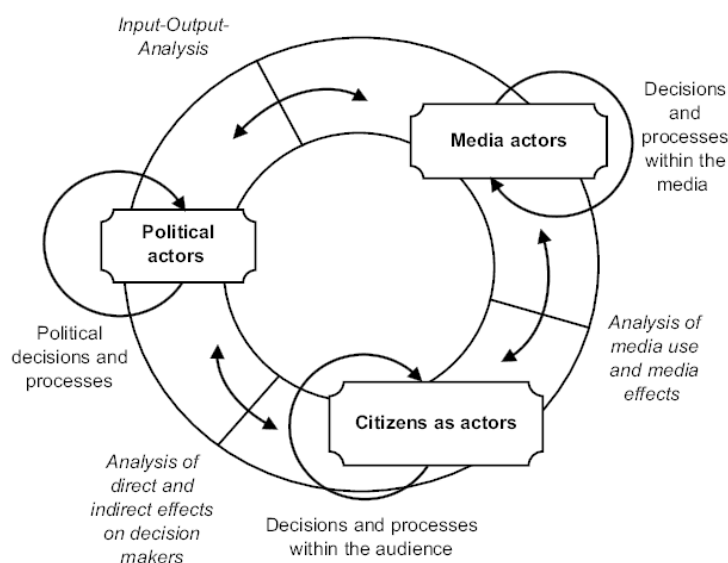 Input-Output-
Analysis
Media actors
Decisions
and
processes
within the
media
Political
actors
Political
decisions and
processes
Analysis of
media use
and media
effects
Citizens as actors
Analysis of
direct and
indirect effects
on decision
makers
Decisions and processes
within the audience